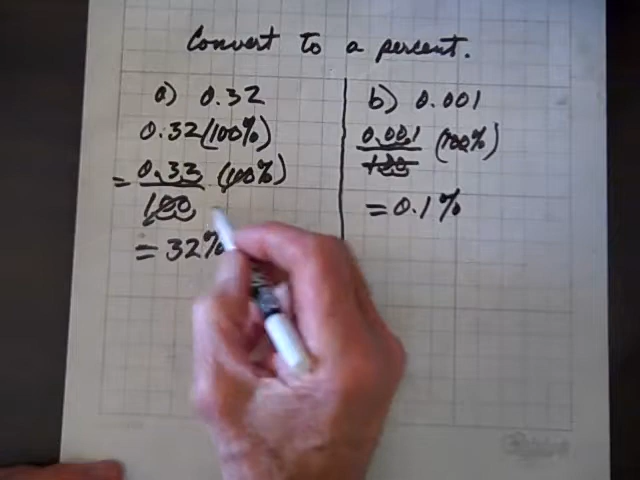 Convert to a percent.
a) 0.32
0.32(100%)
= 0.33 (100%)
100
= 32%
b) 0.001
0.001 (100%)
100
= 0.1%